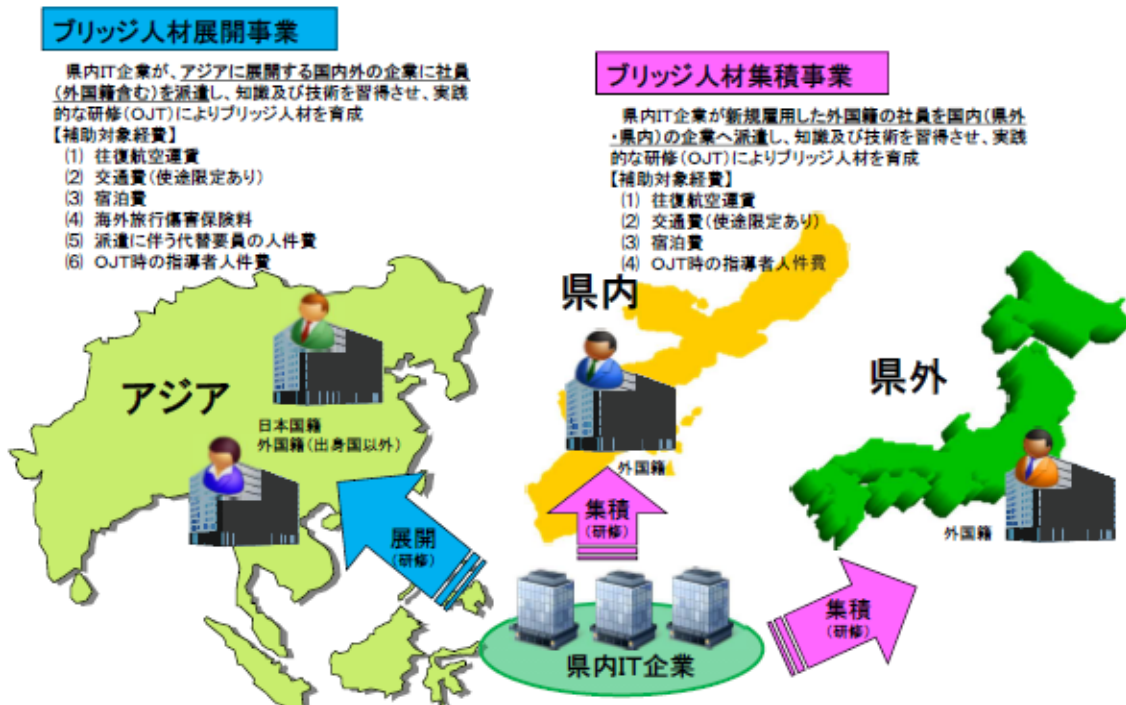 ブリッジ人材展開事業
県内IT企業が、アジアに展開する国内外の企業に社員
(外国籍含む)を派遣し、知識及び技術を習得させ、実践
的な研修(OJT)によりブリッジ人材を育成
【補助対象経費】
(1) 往復航空運賃
(2) 交通費(使途限定あり)
(3) 宿泊費
(4) 海外旅行傷害保険料
(5) 派遣に伴う代替要員の人件費
(6) OJT時の指導者人件費
ブリッジ人材集積事業
県内IT企業が新規雇用した外国籍の社員を国内(県外
・県内)の企業へ派遣し、知識及び技術を習得させ、実践
的な研修(OJT)によりブリッジ人材を育成
【補助対象経費】
(1) 往復航空運賃
(2) 交通費(使途限定あり)
(3) 宿泊費
(4) OJT時の指導者人件費
アジア
日本国籍
外国籍(出身国以外)
展開
(研修)
県内
外国籍
集積
(研修)
県外
外国籍
集積
(研修)
県内IT企業